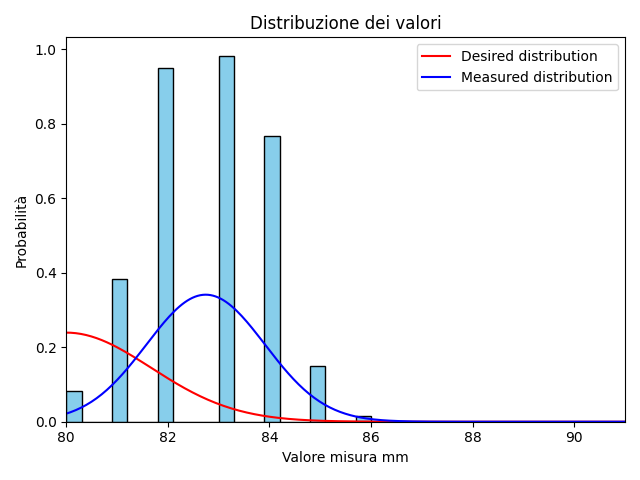 Distribuzione dei valori
Desired distribution
Measured distribution
Probabilità
1.0
0.8
0.6
0.4
0.2
0.0
80 82 84 86 88 90
Valore misura mm